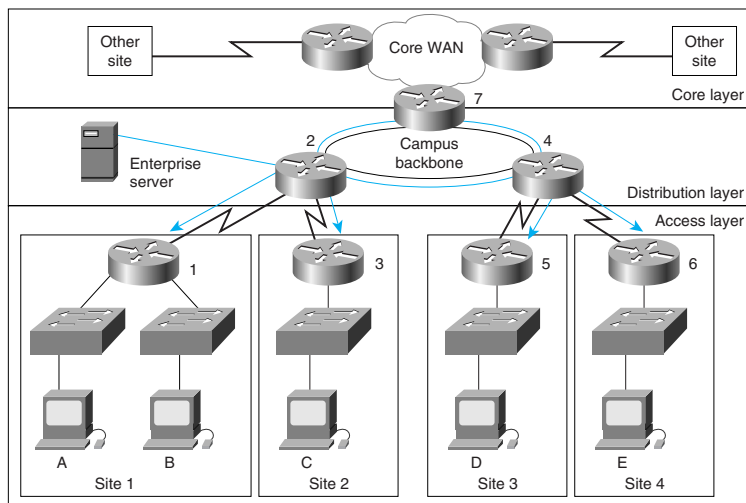 Other
site
Core WAN
Other
site
7
Core layer
2
Campus
backbone
4
Enterprise
server
Distribution layer
Access layer
1
3
5
6
A
B
C
D
E
Site 1
Site 2
Site 3
Site 4